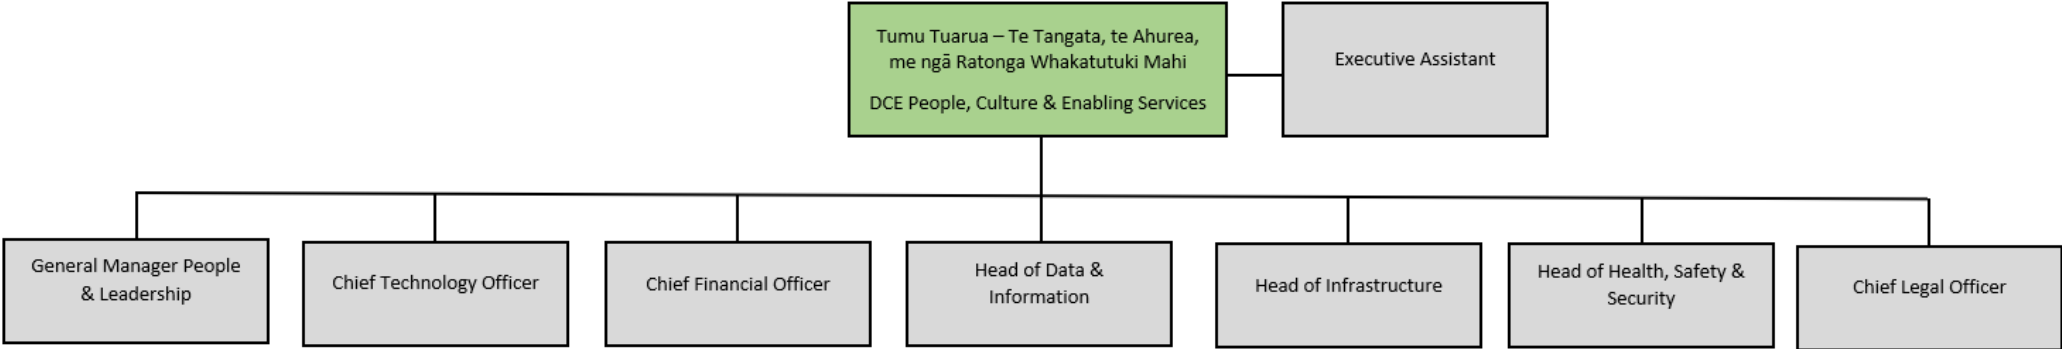 Tumu Tuarua – Te Tangata, te Ahurea,
me ngā Ratonga Whakatutuki Mahi
DCE People, Culture & Enabling Services
Executive Assistant
General Manager People
& Leadership
Chief Technology Officer
Chief Financial Officer
Head of Data &
Information
Head of Infrastructure
Head of Health, Safety &
Security
Chief Legal Officer